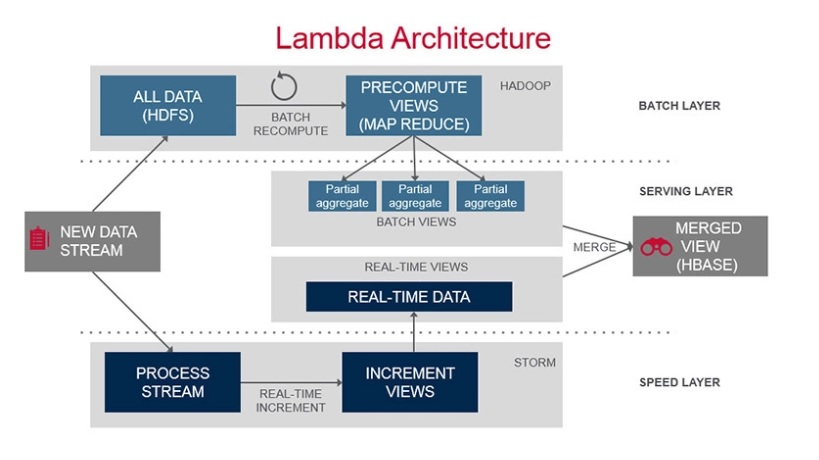 Lambda Architecture
ALL DATA
(HDFS)
BATCH
RECOMPUTE
PRECOMPUTE
VIEWS
(MAP REDUCE)
HADOOP
BATCH LAYER
Partial
aggregate
Partial
aggregate
Partial
aggregate
BATCH VIEWS
SERVING LAYER
NEW DATA
STREAM
MERGE
MERGED
VIEW
(HBASE)
REAL-TIME VIEWS
REAL-TIME DATA
PROCESS
STREAM
REAL-TIME
INCREMENT
INCREMENT
VIEWS
STORM
SPEED LAYER